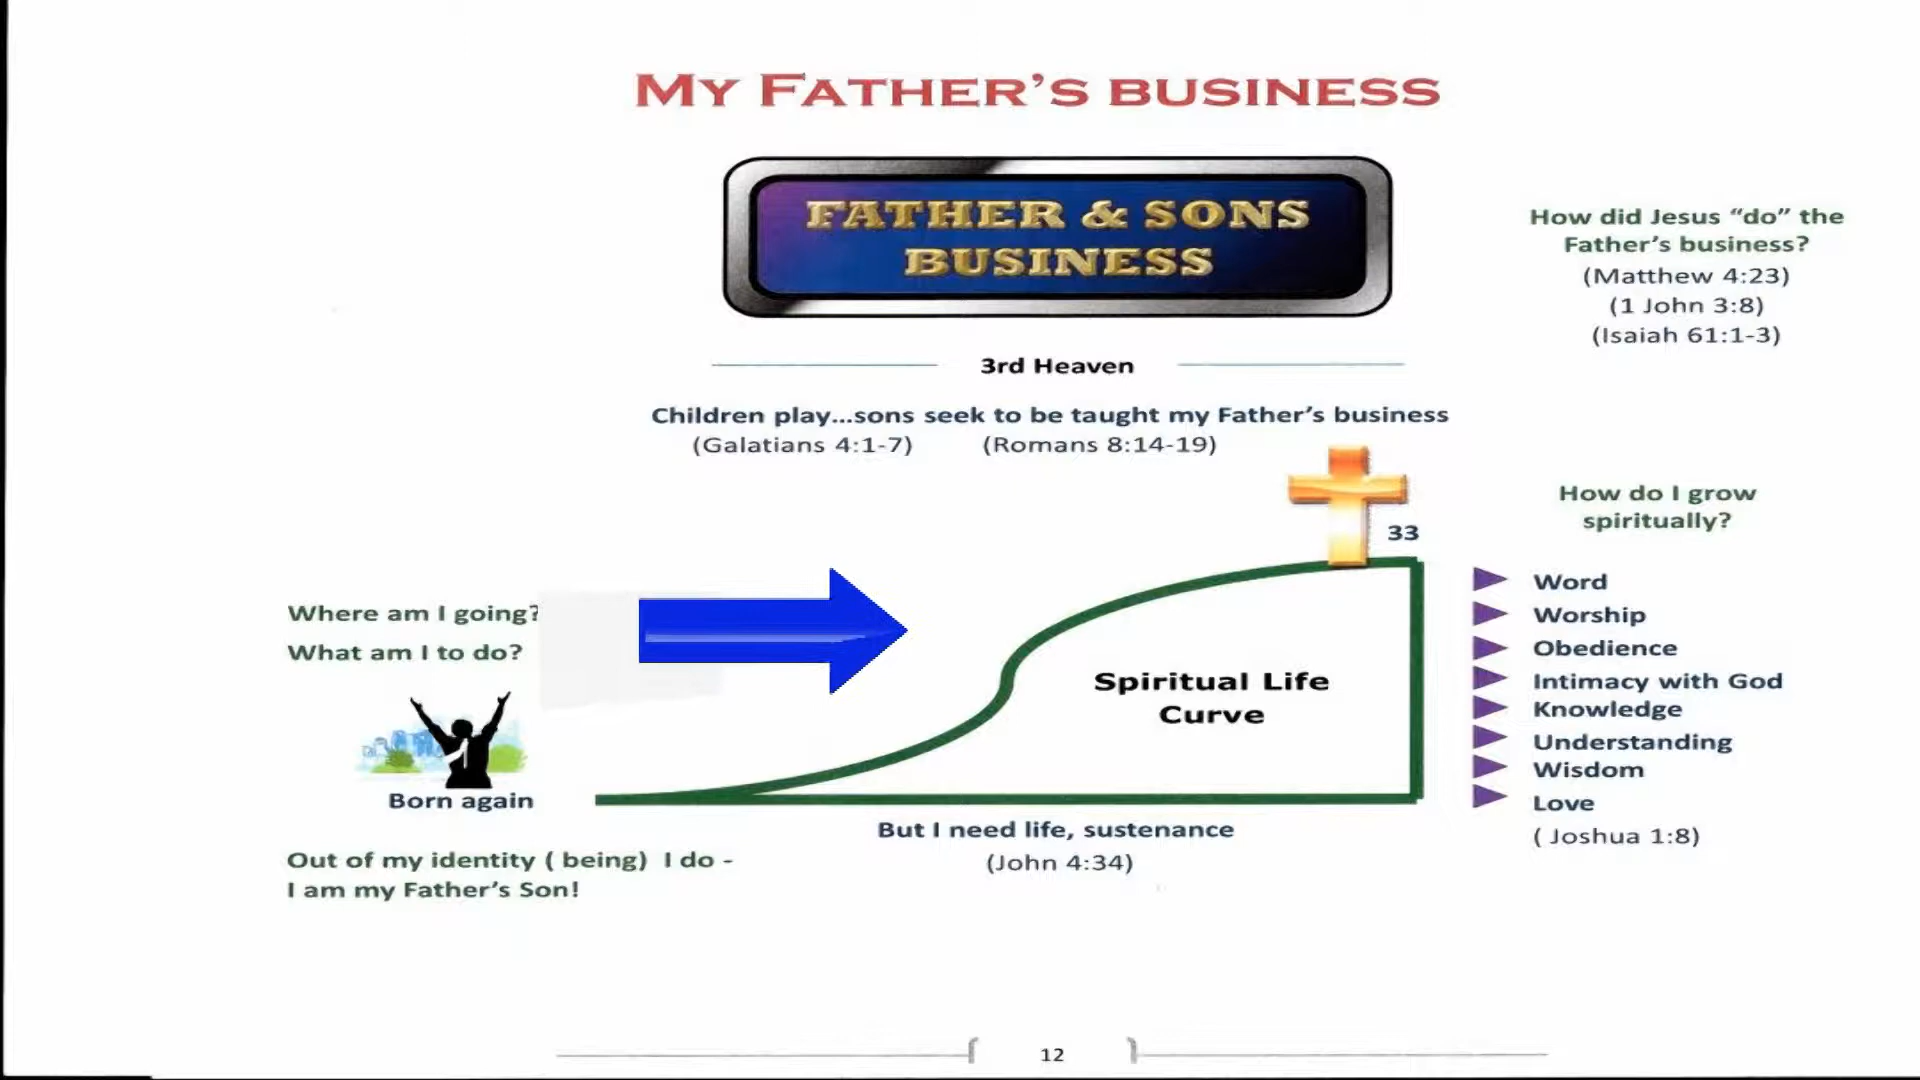 MY FATHER'S BUSINESS
FATHER & SONS
BUSINESS
How did Jesus “do” the
Father’s business?
(Matthew 4:23)
(1 John 3:8)
(Isaiah 61:1-3)
3rd Heaven
Children play...sons seek to be taught my Father’s business
(Galatians 4:1-7) (Romans 8:14-19)
33
How do I grow
spiritually?
Where am I going?
What am I to do?
Born again
Spiritual Life
Curve
Word
Worship
Obedience
Intimacy with God
Knowledge
Understanding
Wisdom
Love
( Joshua 1:8)
But I need life, sustenance
(John 4:34)
Out of my identity ( being) I do -
I am my Father’s Son!
12